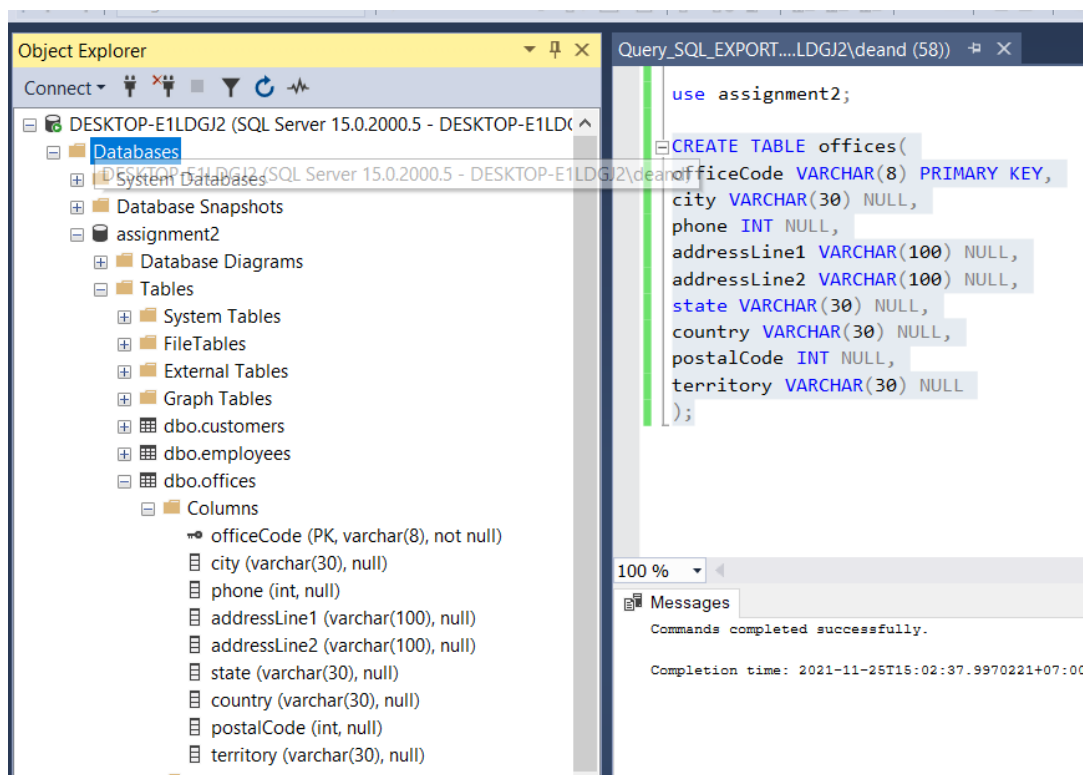 Object Explorer
Connect
DESKTOP-E1LDGJ2 (SQL Server 15.0.2000.5 - DESKTOP-E1LD
Databases
DESKTOP-E1LDGJ2 (SQL Server 15.0.2000.5 - DESKTOP-E1LDGJ2\deand)
System Databases
Database Snapshots
assignment2
Database Diagrams
Tables
System Tables
FileTables
External Tables
Graph Tables
dbo.customers
dbo.employees
dbo.offices
Columns
officeCode (PK, varchar(8), not null)
city (varchar(30), null)
phone (int, null)
addressLine1 (varchar(100), null)
addressLine2 (varchar(100), null)
state (varchar(30), null)
country (varchar(30), null)
postalCode (int, null)
territory (varchar(30), null)
Query_SQL_EXPORT....LDGJ2\deand (58))
use assignment2;
CREATE TABLE offices(
officeCode VARCHAR(8) PRIMARY KEY,
city VARCHAR(30) NULL,
phone INT NULL,
addressLine1 VARCHAR(100) NULL,
addressLine2 VARCHAR(100) NULL,
state VARCHAR(30) NULL,
country VARCHAR(30) NULL,
postalCode INT NULL,
territory VARCHAR(30) NULL
);
100 %
Messages
Commands completed successfully.
Completion time: 2021-11-25T15:02:37.9970221+07:00